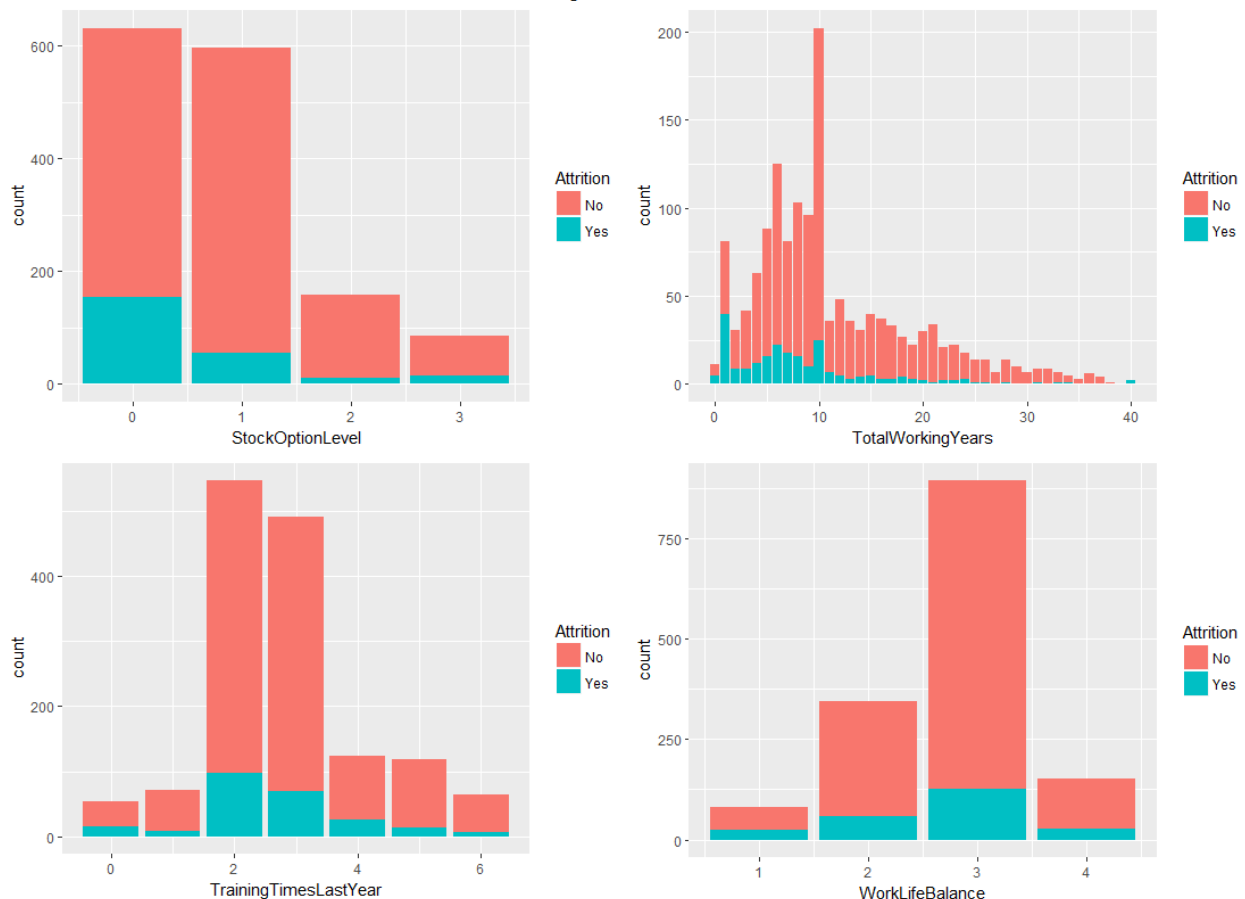 600
400
200
0
count
0 1 2 3
StockOptionLevel
Attrition
No
Yes
200
150
100
50
0
count
0 10 20 30 40
TotalWorkingYears
Attrition
No
Yes
400
200
0
count
0 2 4 6
TrainingTimesLastYear
Attrition
No
Yes
750
500
250
0
count
1 2 3 4
WorkLifeBalance
Attrition
No
Yes